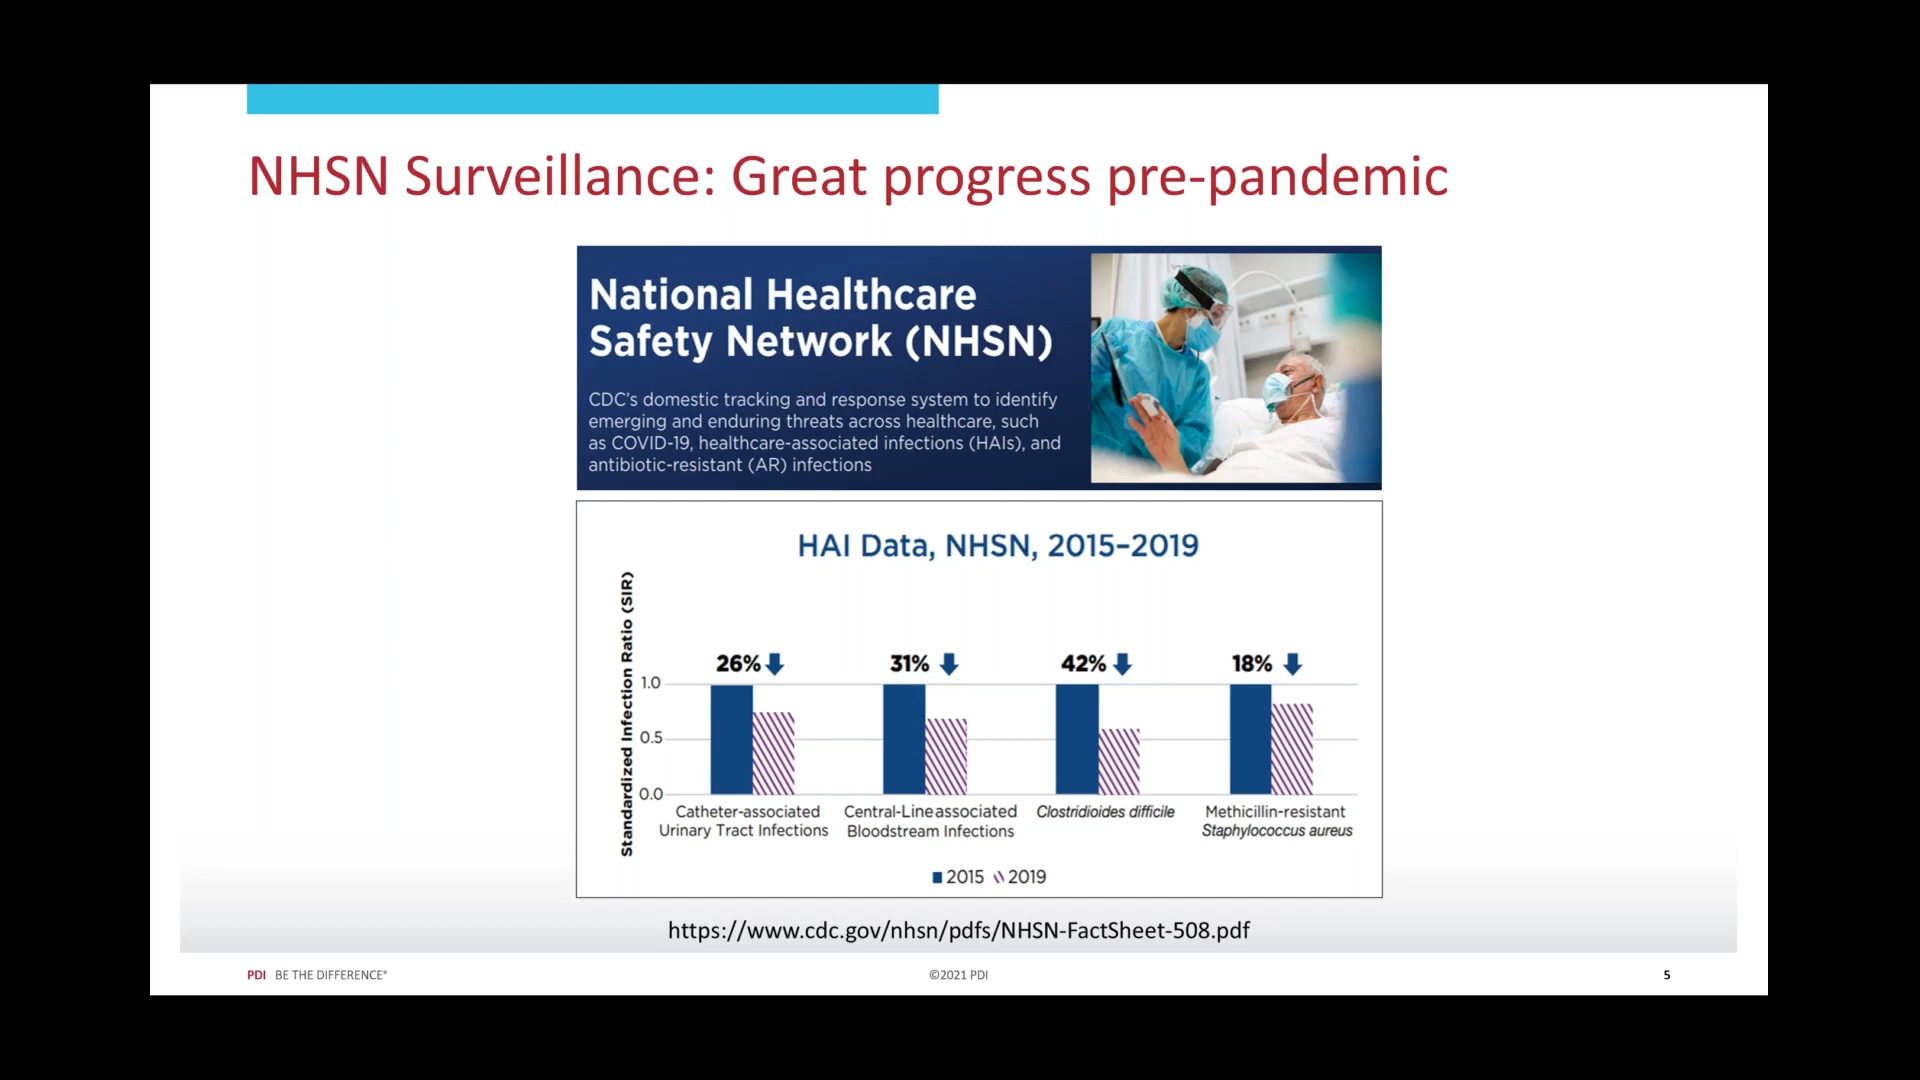 NHSN Surveillance: Great progress pre-pandemic
National Healthcare
Safety Network (NHSN)
CDC's domestic tracking and response system to identify
emerging and enduring threats across healthcare, such
as COVID-19, healthcare-associated infections (HAIs), and
antibiotic-resistant (AR) infections
HAI Data, NHSN, 2015–2019
Standardized Infection Ratio (SIR)
26% 31% 42% 18%
1.0
0.5
0.0
Catheter-associated
Urinary Tract Infections
Central-Line associated
Bloodstream Infections
Clostridioides difficile
Methicillin-resistant
Staphylococcus aureus
2015 2019
https://www.cdc.gov/nhsn/pdfs/NHSN-FactSheet-508.pdf
PDI BE THE DIFFERENCE®
©2021 PDI
5